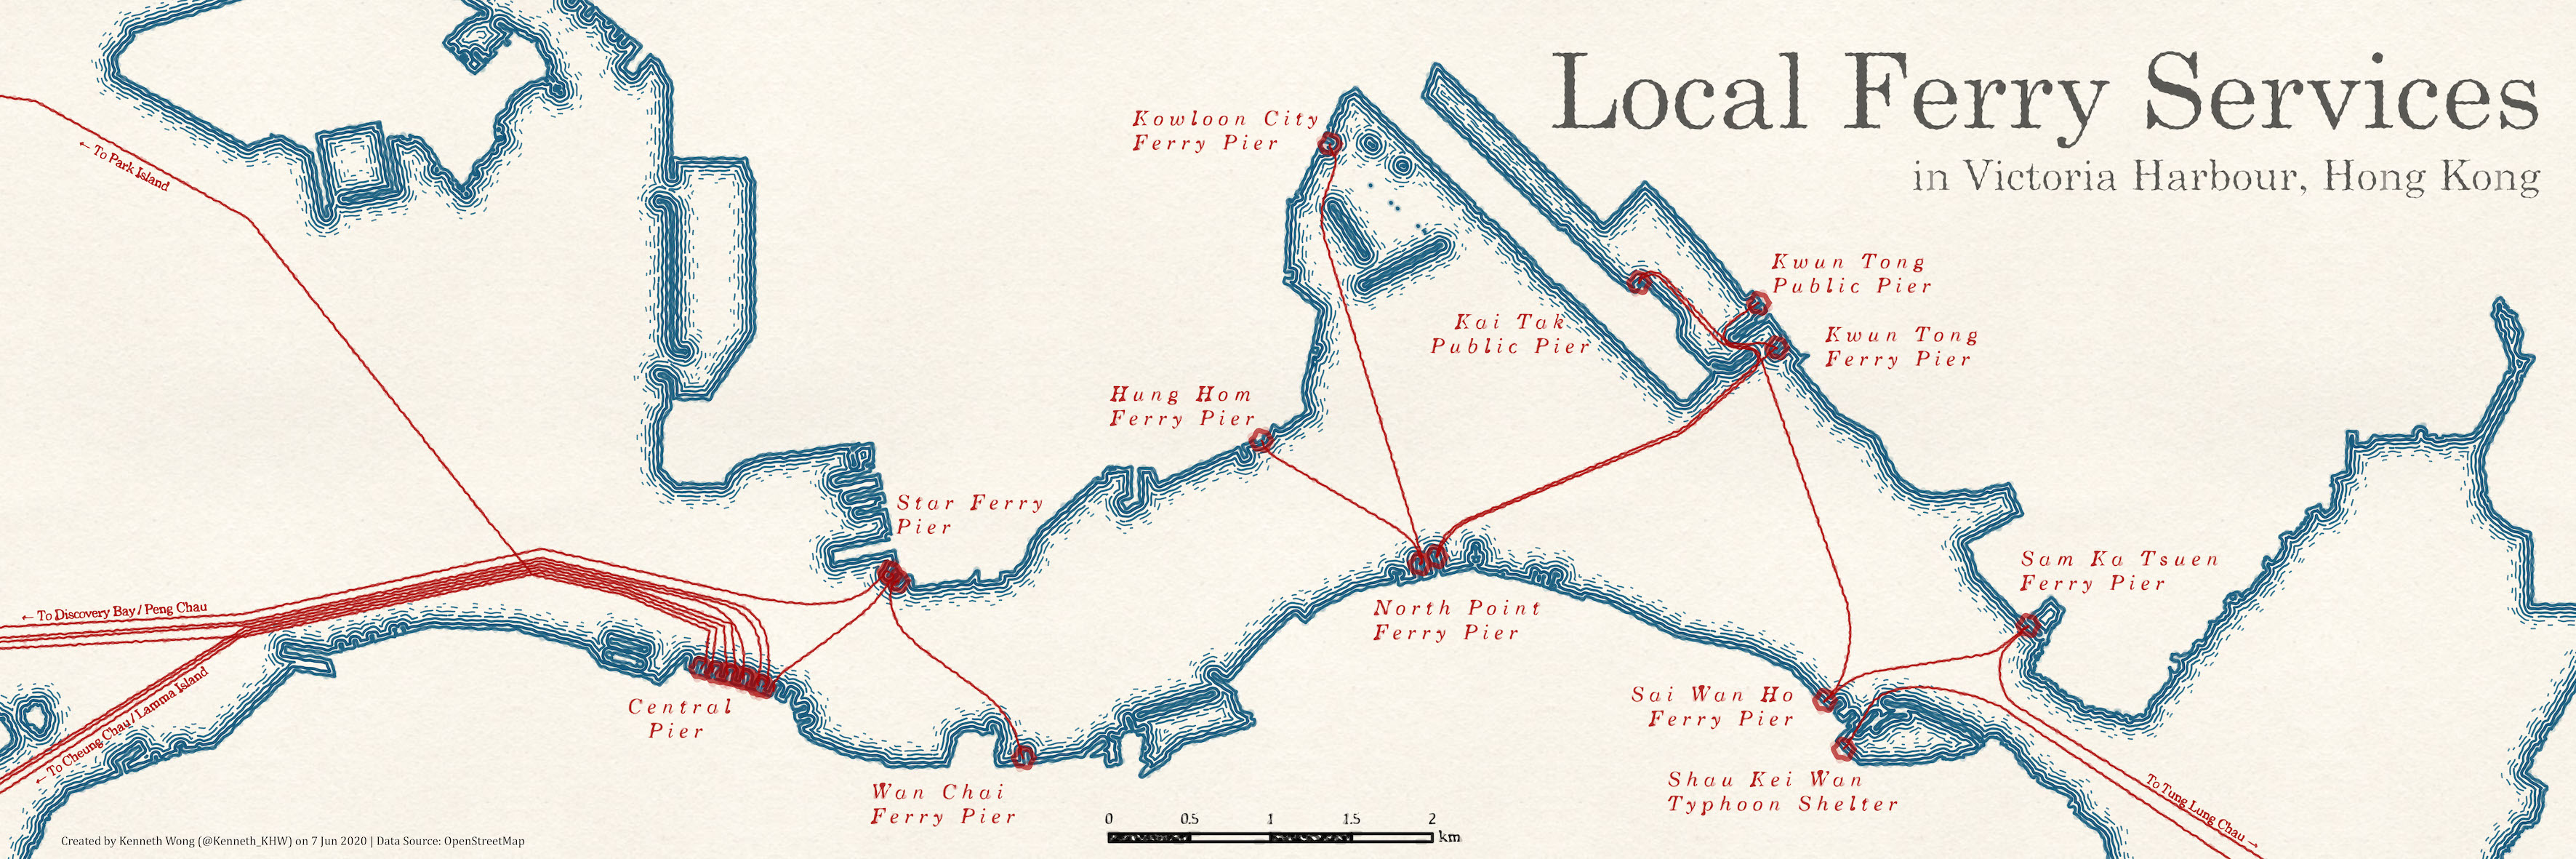 Local Ferry Services
in Victoria Harbour, Hong Kong
Kowloon City
Ferry Pier
← To Park Island
Kwun Tong
Public Pier
Kai Tak
Public Pier
Kwun Tong
Ferry Pier
Hung Hom
Ferry Pier
Star Ferry
Pier
Sam Ka Tsuen
Ferry Pier
← To Discovery Bay / Peng Chau
North Point
Ferry Pier
← To Cheung Chau / Lamma Island
Central
Pier
Sai Wan Ho
Ferry Pier
Wan Chai
Ferry Pier
Shau Kei Wan
Typhoon Shelter
To Tung Lung Chau →
0 0.5 1 1.5 2
km
Created by Kenneth Wong (@Kenneth_KHW) on 7 Jun 2020 | Data Source: OpenStreetMap